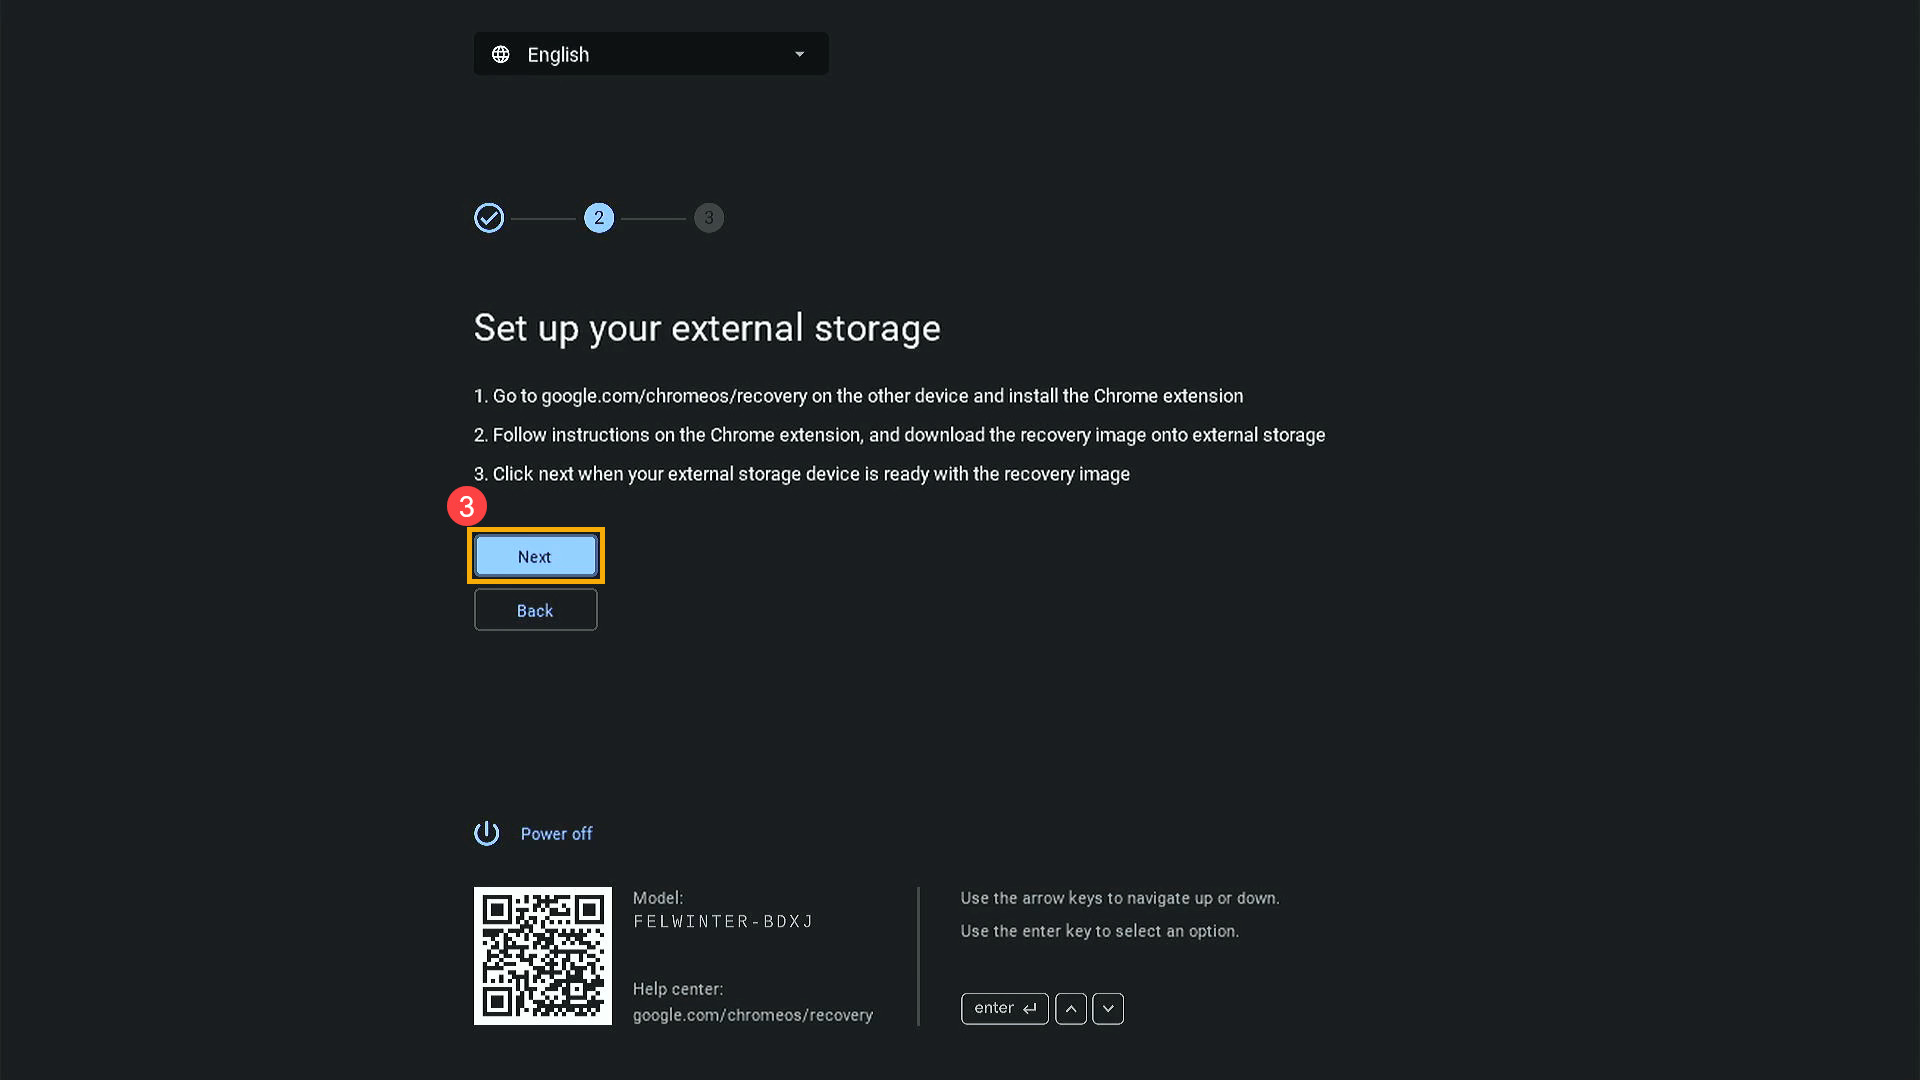 English
2
3
Set up your external storage
1. Go to google.com/chromeos/recovery on the other device and install the Chrome extension
2. Follow instructions on the Chrome extension, and download the recovery image onto external storage
3. Click next when your external storage device is ready with the recovery image
3
Next
Back
Power off
Model:
FELWINTER-BDXJ
Help center:
google.com/chromeos/recovery
Use the arrow keys to navigate up or down.
Use the enter key to select an option.
enter